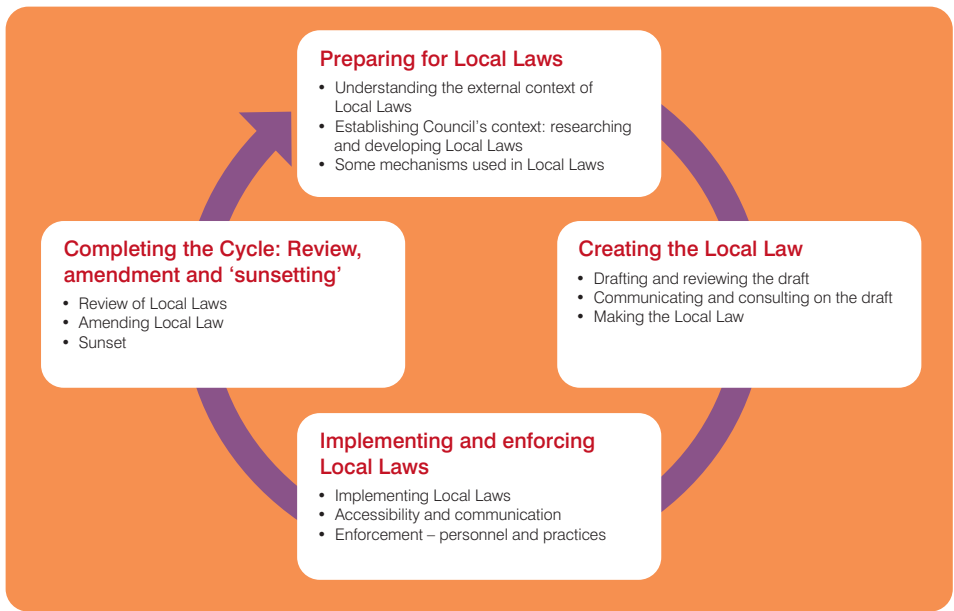 Preparing for Local Laws
• Understanding the external context of
Local Laws
• Establishing Council's context: researching
and developing Local Laws
• Some mechanisms used in Local Laws
Creating the Local Law
• Drafting and reviewing the draft
• Communicating and consulting on the draft
• Making the Local Law
Implementing and enforcing
Local Laws
• Implementing Local Laws
• Accessibility and communication
• Enforcement – personnel and practices
Completing the Cycle: Review,
amendment and ‘sunsetting’
• Review of Local Laws
• Amending Local Law
• Sunset